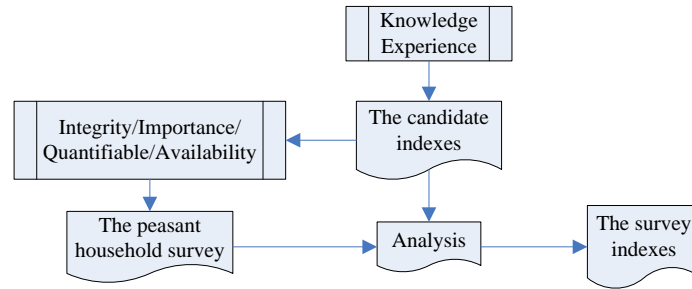 Knowledge
Experience
Integrity/Importance/
Quantifiable/Availability
The candidate
indexes
The peasant
household survey
Analysis
The survey
indexes